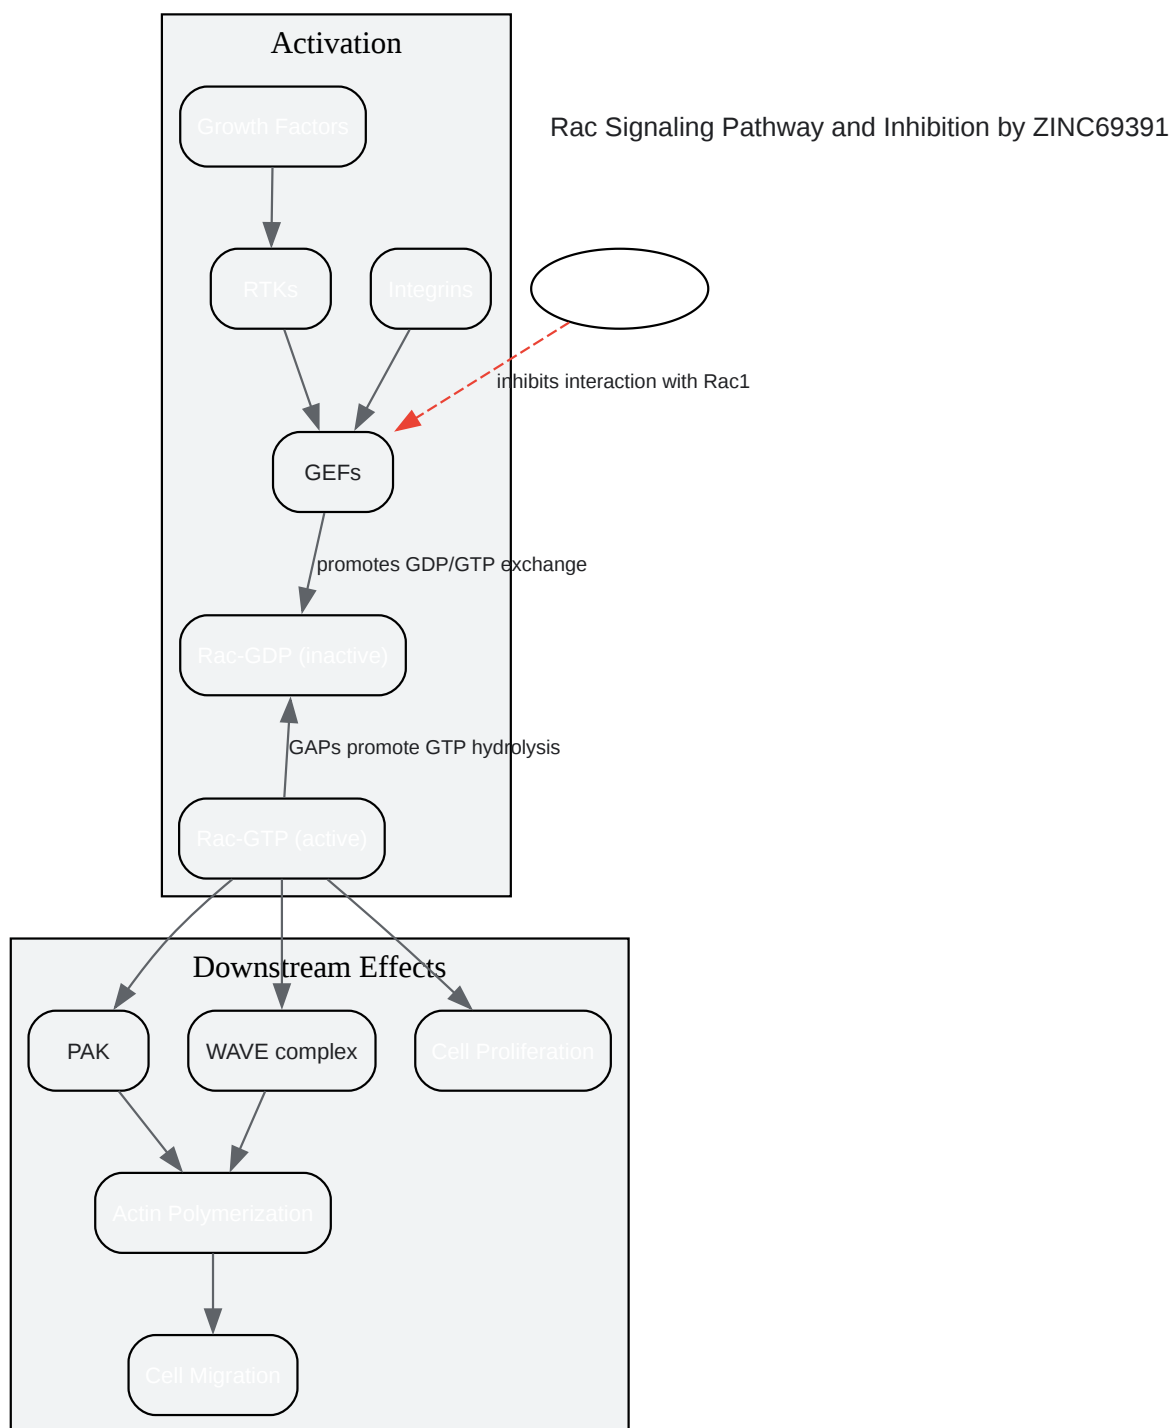 Activation
Growth Factors
Rac Signaling Pathway and Inhibition by ZINC69391
RTKs
Integrins
inhibits interaction with Rac1
GEFs
promotes GDP/GTP exchange
Rac-GDP (inactive)
GAPs promote GTP hydrolysis
Rac-GTP (active)
Downstream Effects
PAK
WAVE complex
Cell Proliferation
Actin Polymerization
Cell Migration